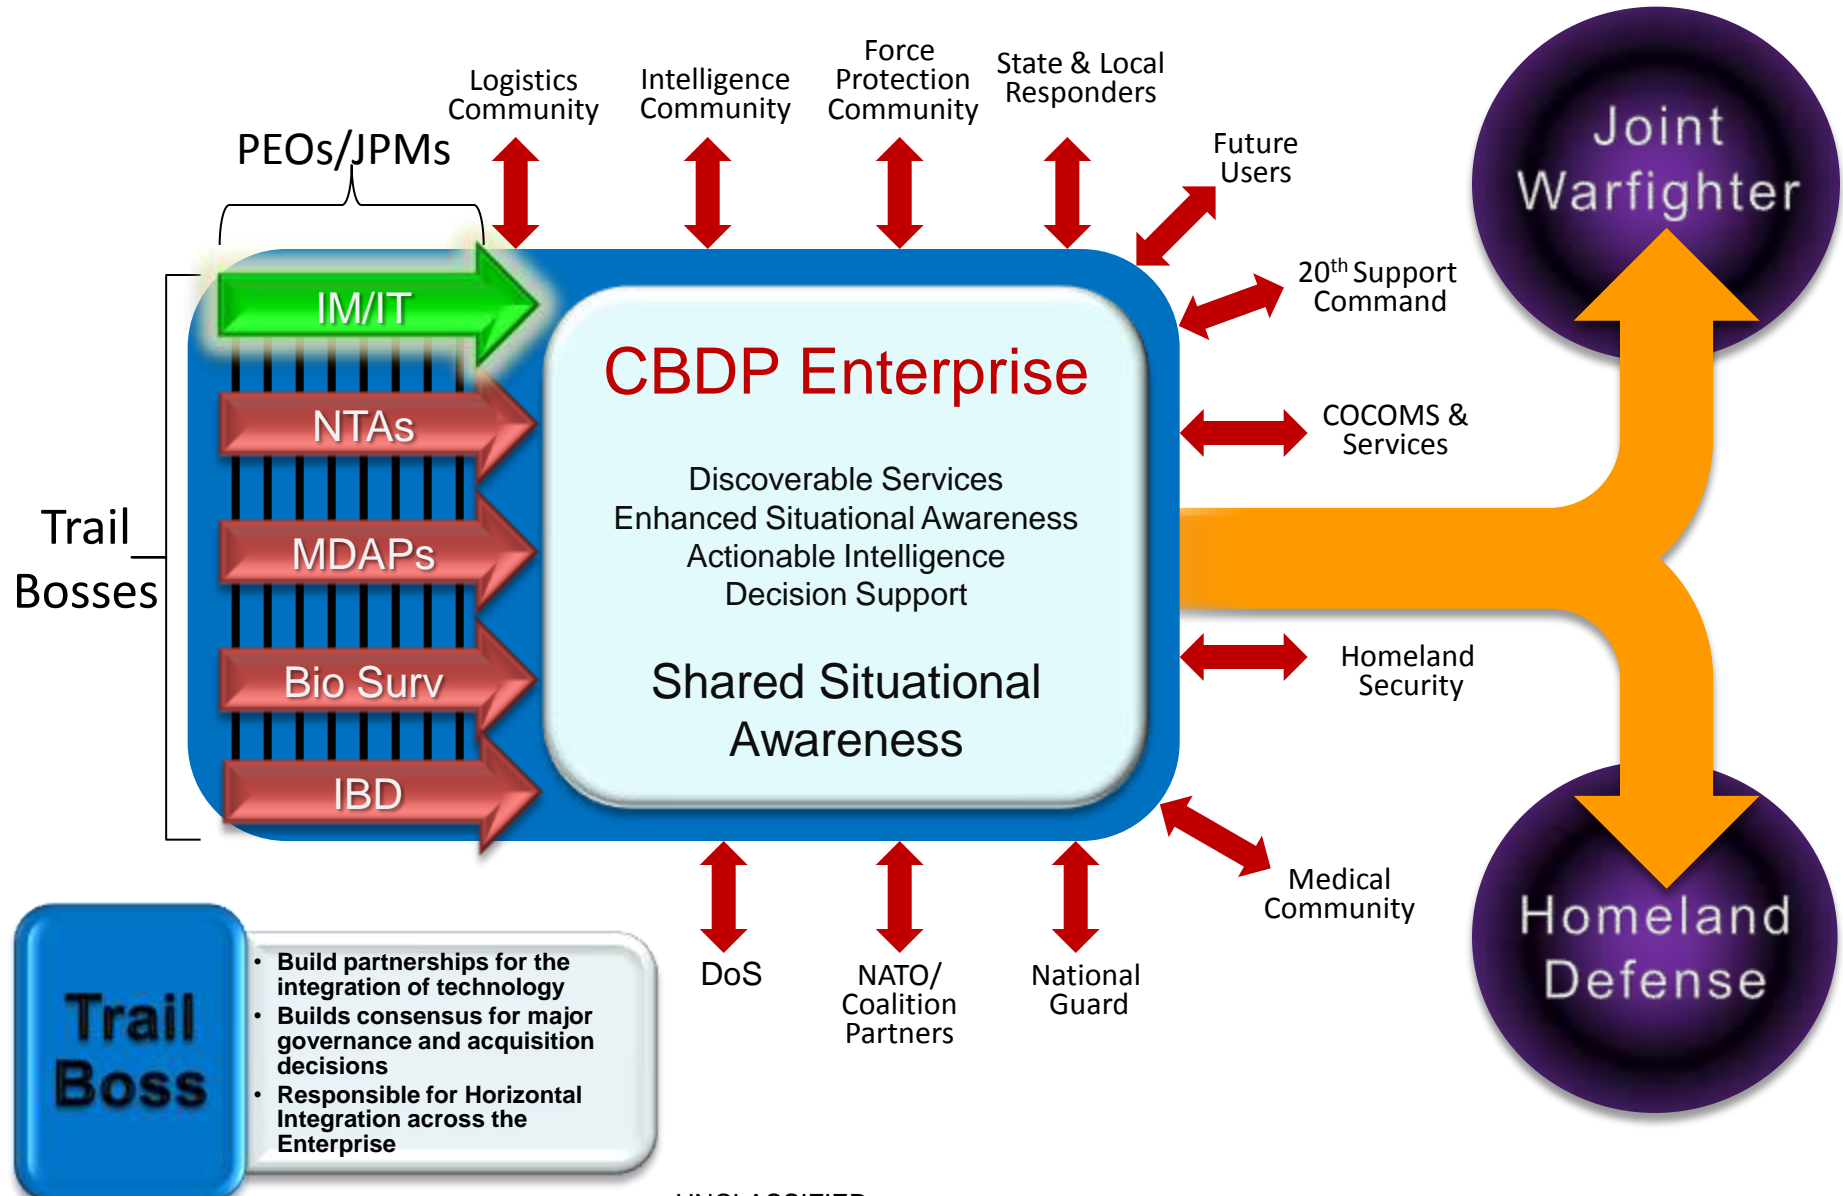 Logistics
Community
Intelligence
Community
Force
Protection
Community
State & Local
Responders
Future
Users
PEOs/JPMs
Joint
Warfighter
20th Support
Command
COCOMS &
Services
Homeland
Security
Medical
Community
Trail
Bosses
IM/IT
NTAs
MDAPs
Bio Surv
IBD
CBDP Enterprise
Discoverable Services
Enhanced Situational Awareness
Actionable Intelligence
Decision Support
Shared Situational
Awareness
DoS
NATO/
Coalition
Partners
National
Guard
Homeland
Defense
Trail
Boss
• Build partnerships for the
integration of technology
• Builds consensus for major
governance and acquisition
decisions
• Responsible for Horizontal
Integration across the
Enterprise
UNCLASSIFIED